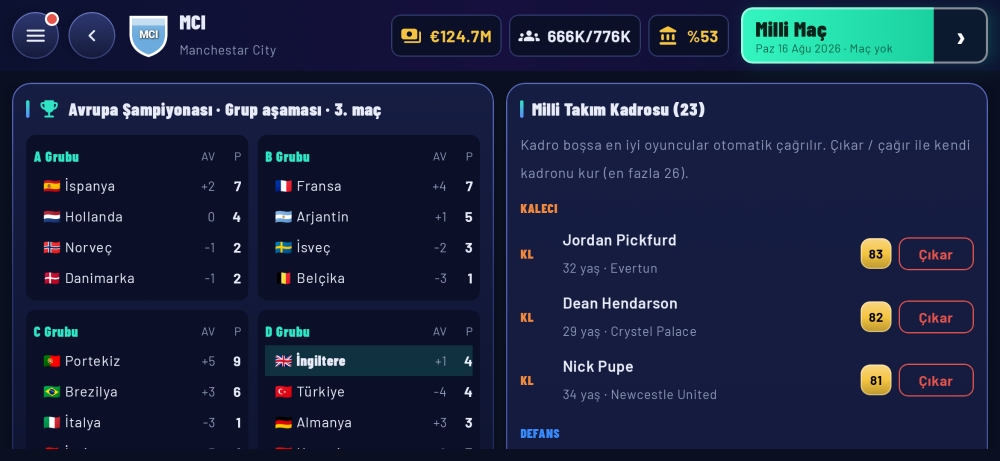 MCI
MCI
Manchestar City
€124.7M
666K/776K
%53
Milli Maç
Paz 16 Ağu 2026 · Maç yok
Avrupa Şampiyonası · Grup aşaması · 3. maç
A Grubu AV P
İspanya +2 7
Hollanda 0 4
Norveç -1 2
Danimarka -1 2
B Grubu AV P
Fransa +4 7
Arjantin +1 5
İsveç -2 3
Belçika -3 1
C Grubu AV P
Portekiz +5 9
Brezilya +3 6
İtalya -3 1
D Grubu AV P
İngiltere +1 4
Türkiye -4 4
Almanya +3 3
Milli Takım Kadrosu (23)
Kadro boşsa en iyi oyuncular otomatik çağrılır. Çıkar / çağır ile kendi
kadronu kur (en fazla 26).
KALECI
KL Jordan Pickfurd 83 Çıkar
32 yaş · Evertun
KL Dean Hendarson 82 Çıkar
29 yaş · Crystel Palace
KL Nick Pupe 81 Çıkar
34 yaş · Newcestle United
DEFANS